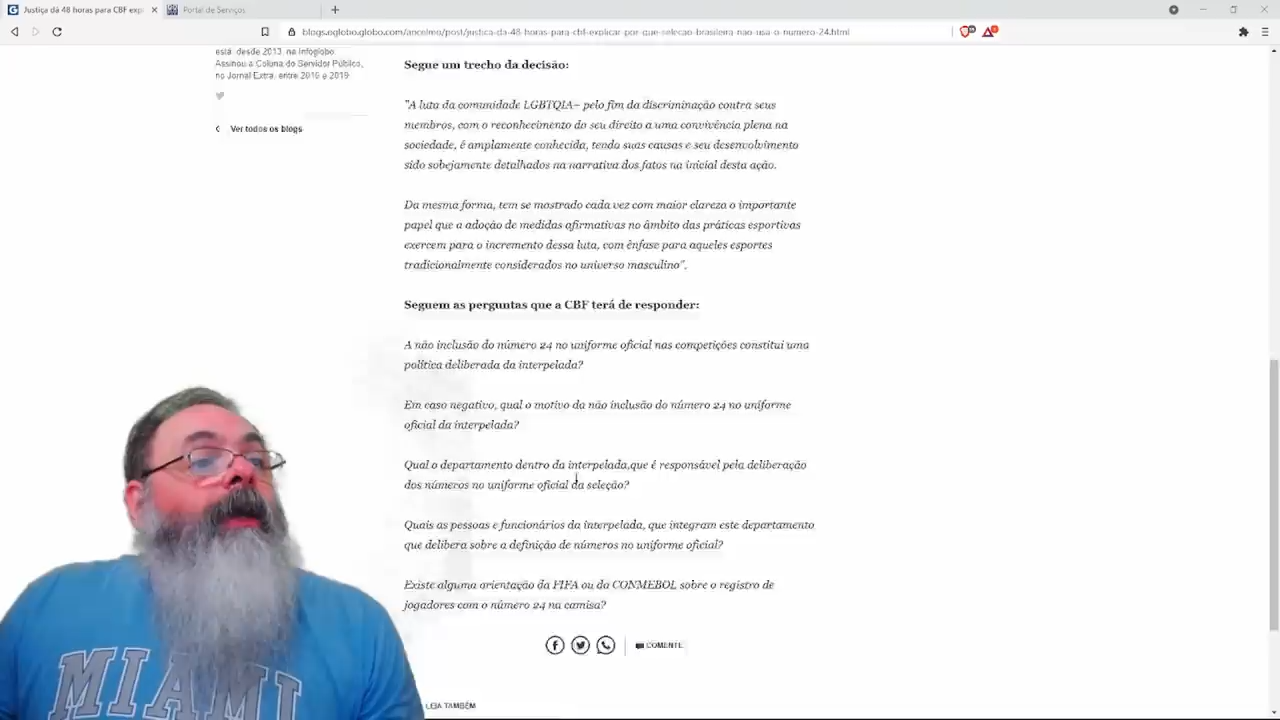 Justiça dá 48 horas para CBF exp
Portal de Serviços
blogs.oglobo.globo.com/ancelmo/post/justica-da-48-horas-para-cbf-explicar-por-que-selecao-brasileira-nao-usa-o-numero-24.html
está, desde 2013, na Infoglobo.
Assinou a Coluna do Servidor Público,
no Jornal Extra, entre 2016 e 2019
Ver todos os blogs
Segue um trecho da decisão:
"A luta da comunidade LGBTQIA+ pelo fim da discriminação contra seus
membros, com o reconhecimento do seu direito a uma convivência plena na
sociedade, é amplamente conhecida, tendo suas causas e seu desenvolvimento
sido sobejamente detalhados na narrativa dos fatos na inicial desta ação.
Da mesma forma, tem se mostrado cada vez com maior clareza o importante
papel que a adoção de medidas afirmativas no âmbito das práticas esportivas
exercem para o incremento dessa luta, com ênfase para aqueles esportes
tradicionalmente considerados no universo masculino".
Seguem as perguntas que a CBF terá de responder:
A não inclusão do número 24 no uniforme oficial nas competições constitui uma
política deliberada da interpelada?
Em caso negativo, qual o motivo da não inclusão do número 24 no uniforme
oficial da interpelada?
Qual o departamento dentro da interpelada,que é responsável pela deliberação
dos números no uniforme oficial da seleção?
Quais as pessoas e funcionários da interpelada, que integram este departamento
que delibera sobre a definição de números no uniforme oficial?
Existe alguma orientação da FIFA ou da CONMEBOL sobre o registro de
jogadores com o número 24 na camisa?
COMENTE
LEIA TAMBÉM
MIAMI